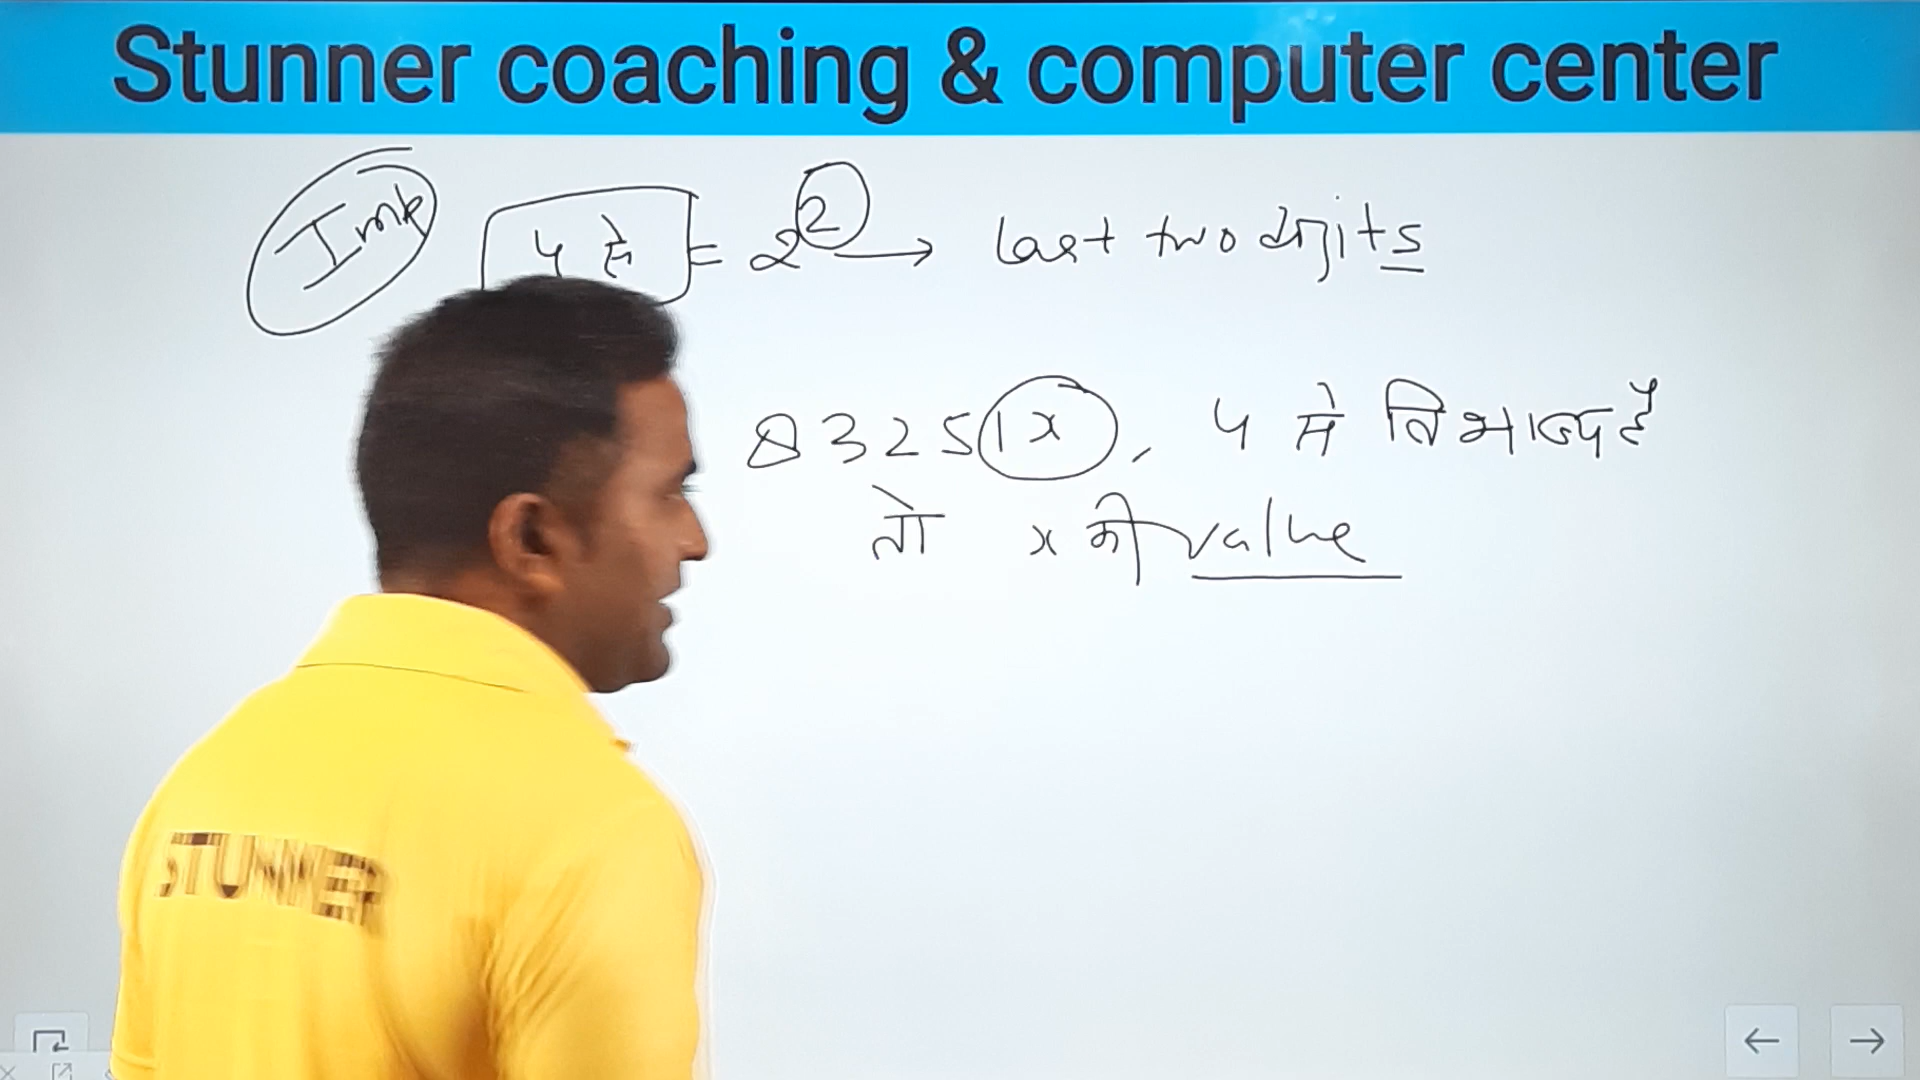 Stunner coaching & computer center
Imp
4 से = 2² → last two digits
83251x, 4 से विभाज्य है
तो x की value
STUNNER